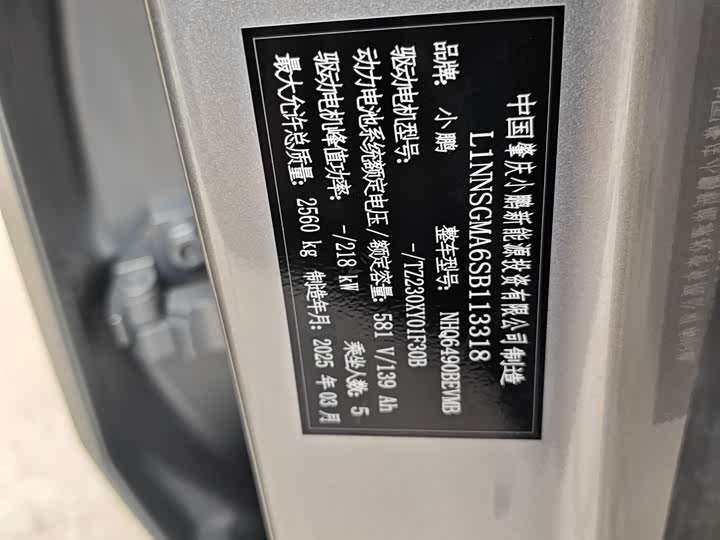 中国肇庆小鹏新能源投资有限公司制造
L1NNSGMA6SB113318
品牌: 小鹏 整车型号: NHQ6490BEVMB
驱动电机型号: -/TZ230XY01F30B
动力电池系统额定电压/额定容量: 581 V/139 Ah
驱动电机峰值功率: -/218 kW 乘坐人数: 5
最大允许总质量: 2560 kg 制造年月: 2025 年 03 月